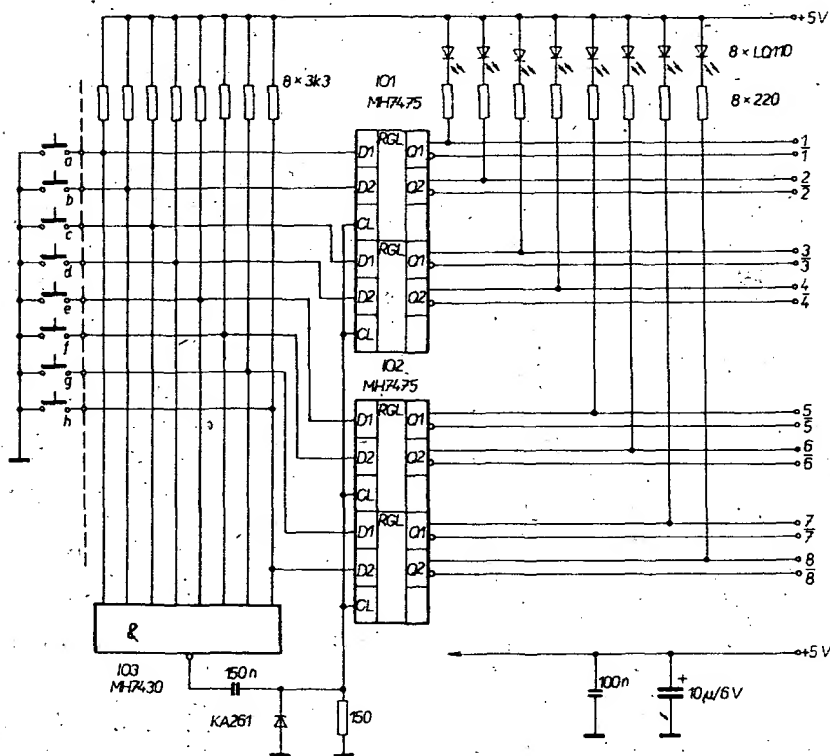 +5V
8 × LQ110
8 × 3k3
8 × 220
IO1
MH7475
RGL
D1
Q1
D2
Q2
CL
RGL
D1
Q1
D2
Q2
CL
a
b
c
d
e
f
g
h
1
1
2
2
3
3
4
4
IO2
MH7475
RGL
D1
Q1
D2
Q2
CL
RGL
D1
Q1
D2
Q2
CL
5
5
6
6
7
7
8
8
&
IO3
MH7430
150n
KA261
150
100n
+
10µ/6V
+5V